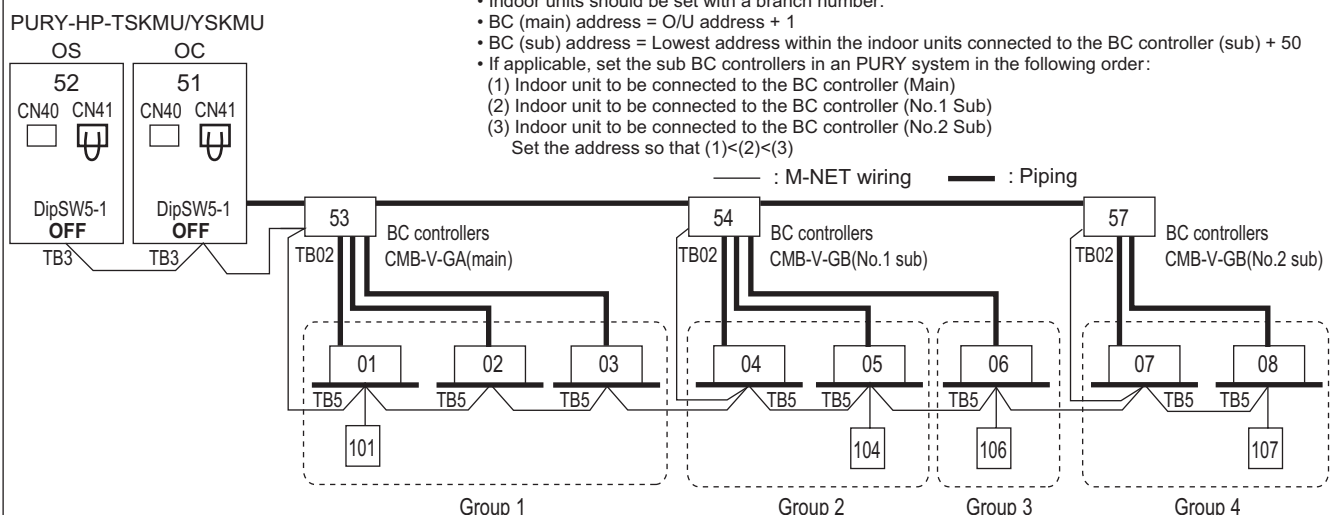 • Indoor units should be set with a branch number.
• BC (main) address = O/U address + 1
• BC (sub) address = Lowest address within the indoor units connected to the BC controller (sub) + 50
• If applicable, set the sub BC controllers in an PURY system in the following order:
(1) Indoor unit to be connected to the BC controller (Main)
(2) Indoor unit to be connected to the BC controller (No.1 Sub)
(3) Indoor unit to be connected to the BC controller (No.2 Sub)
Set the address so that (1)<(2)<(3)
PURY-HP-TSKMU/YSKMU
OS OC
52 51
CN40 CN41 CN40 CN41
: M-NET wiring : Piping
DipSW5-1 DipSW5-1
OFF OFF
TB3 TB3
53 54 57
BC controllers BC controllers BC controllers
TB02 CMB-V-GA(main) TB02 CMB-V-GB(No.1 sub) TB02 CMB-V-GB(No.2 sub)
01 02 03 04 05 06 07 08
TB5 TB5 TB5 TB5 TB5 TB5 TB5 TB5
101 104 106 107
Group 1 Group 2 Group 3 Group 4